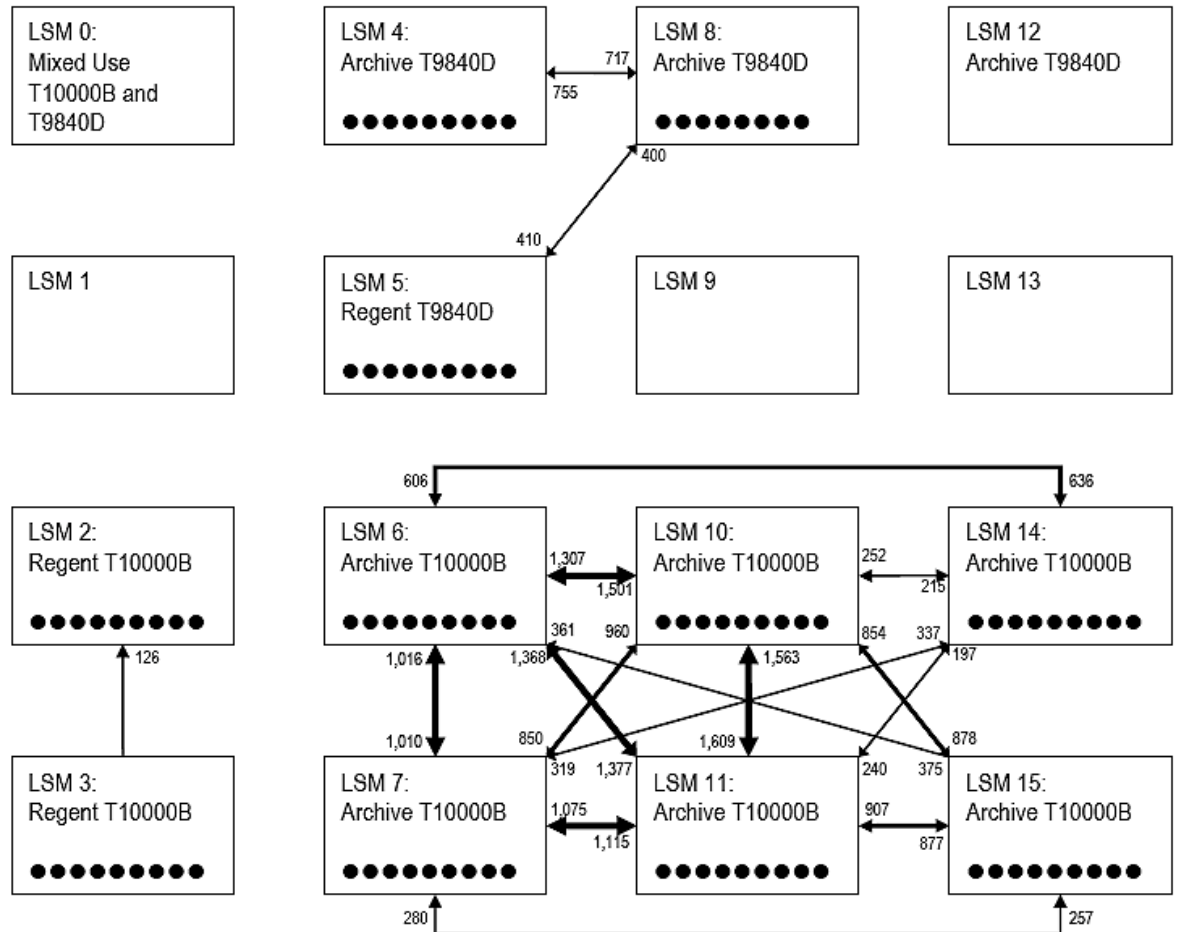 LSM 0:
Mixed Use
T10000B and
T9840D
LSM 4:
Archive T9840D
717
755
LSM 8:
Archive T9840D
400
LSM 12
Archive T9840D
410
LSM 1
LSM 5:
Regent T9840D
LSM 9
LSM 13
606
636
LSM 2:
Regent T10000B
126
LSM 6:
Archive T10000B
1,307
1,501
361
960
1,016
1,368
LSM 10:
Archive T10000B
252
215
1,563
854
337
197
LSM 14:
Archive T10000B
1,010
850
319
1,377
1,609
240
375
878
LSM 3:
Regent T10000B
LSM 7:
Archive T10000B
1,075
1,115
LSM 11:
Archive T10000B
907
877
LSM 15:
Archive T10000B
280
257